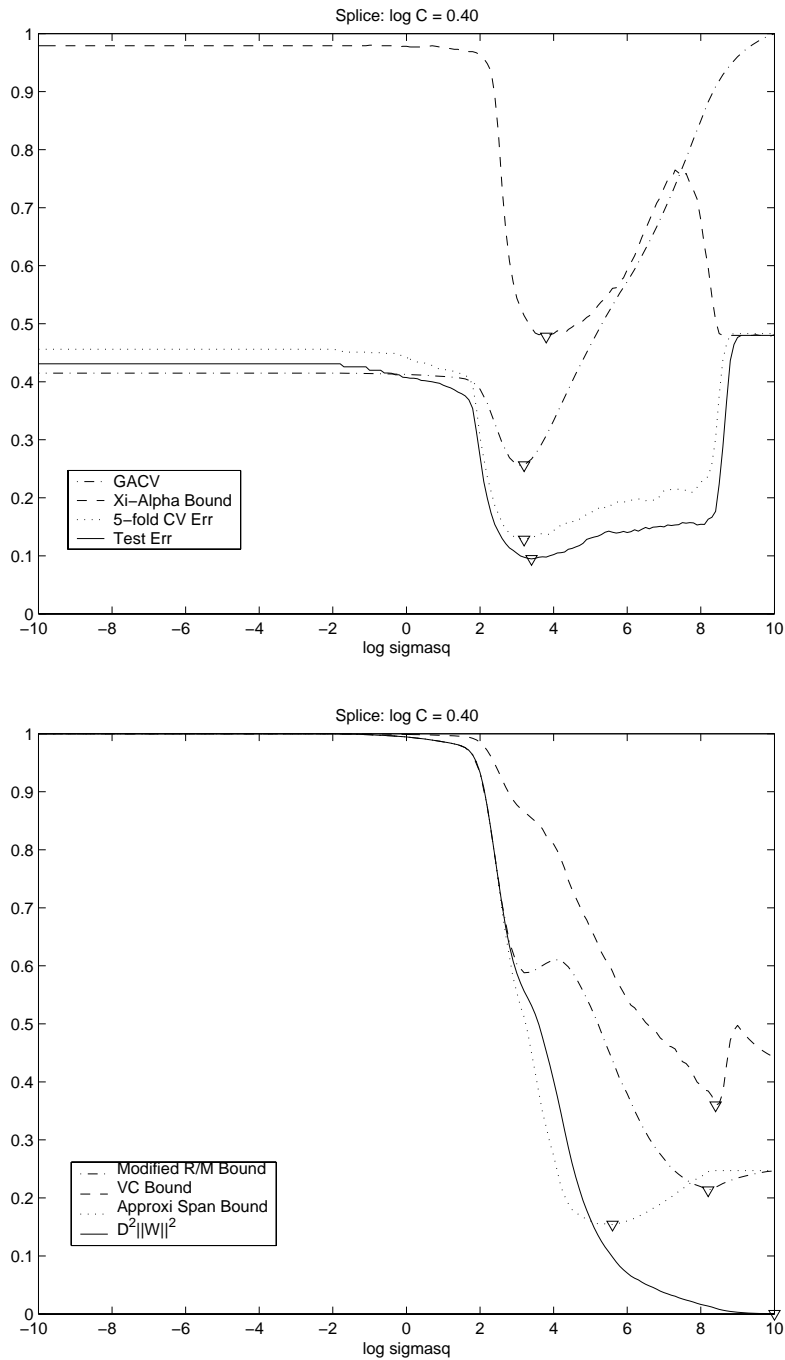 Splice: log C = 0.40
1
0.9
0.8
0.7
0.6
0.5
0.4
0.3
0.2
0.1
0
GACV
Xi−Alpha Bound
5−fold CV Err
Test Err
−10 −8 −6 −4 −2 0 2 4 6 8 10
log sigmasq
Splice: log C = 0.40
1
0.9
0.8
0.7
0.6
0.5
0.4
0.3
0.2
0.1
0
Modified R/M Bound
VC Bound
Approxi Span Bound
D²||W||²
−10 −8 −6 −4 −2 0 2 4 6 8 10
log sigmasq